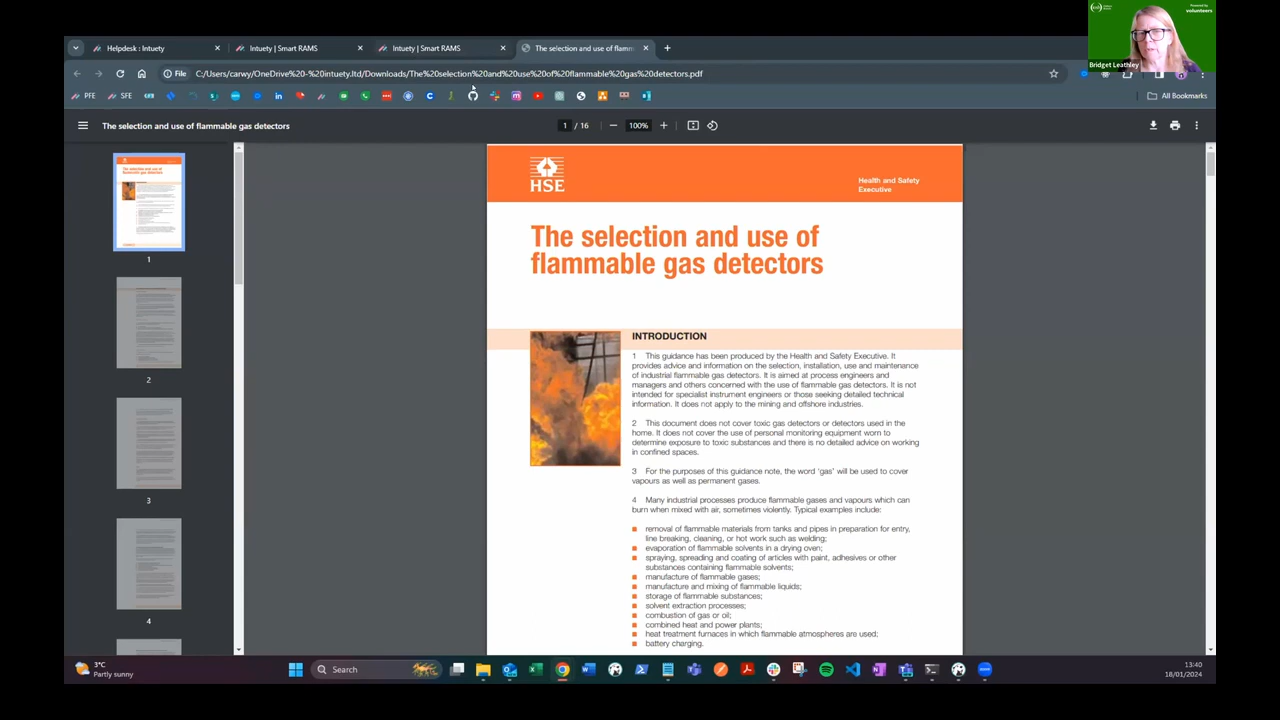 Powered by
volunteers
Bridget Leathley
Helpdesk : Intuety
Intuety | Smart RAMS
Intuety | Smart RAMS
The selection and use of flamm
File
C:/Users/carwy/OneDrive%20-%20intuety.ltd/Downloads/The%20selection%20and%20use%20of%20flammable%20gas%20detectors.pdf
PFE
SFE
All Bookmarks
The selection and use of flammable gas detectors
1 / 16
100%
HSE
Health and Safety
Executive
The selection and use of
flammable gas detectors
INTRODUCTION
1 This guidance has been produced by the Health and Safety Executive. It
provides advice and information on the selection, installation, use and maintenance
of industrial flammable gas detectors. It is aimed at process engineers and
managers and others concerned with the use of flammable gas detectors. It is not
intended for specialist instrument engineers or those seeking detailed technical
information. It does not apply to the mining and offshore industries.
2 This document does not cover toxic gas detectors or detectors used in the
home. It does not cover the use of personal monitoring equipment worn to
determine exposure to toxic substances and there is no detailed advice on working
in confined spaces.
3 For the purposes of this guidance note, the word 'gas' will be used to cover
vapours as well as permanent gases.
4 Many industrial processes produce flammable gases and vapours which can
burn when mixed with air, sometimes violently. Typical examples include:
removal of flammable materials from tanks and pipes in preparation for entry,
line breaking, cleaning, or hot work such as welding;
evaporation of flammable solvents in a drying oven;
spraying, spreading and coating of articles with paint, adhesives or other
substances containing flammable solvents;
manufacture of flammable gases;
manufacture and mixing of flammable liquids;
storage of flammable substances;
solvent extraction processes;
combustion of gas or oil;
combined heat and power plants;
heat treatment furnaces in which flammable atmospheres are used;
battery charging.
1
2
3
4
3°C
Partly sunny
Search
13:40
18/01/2024